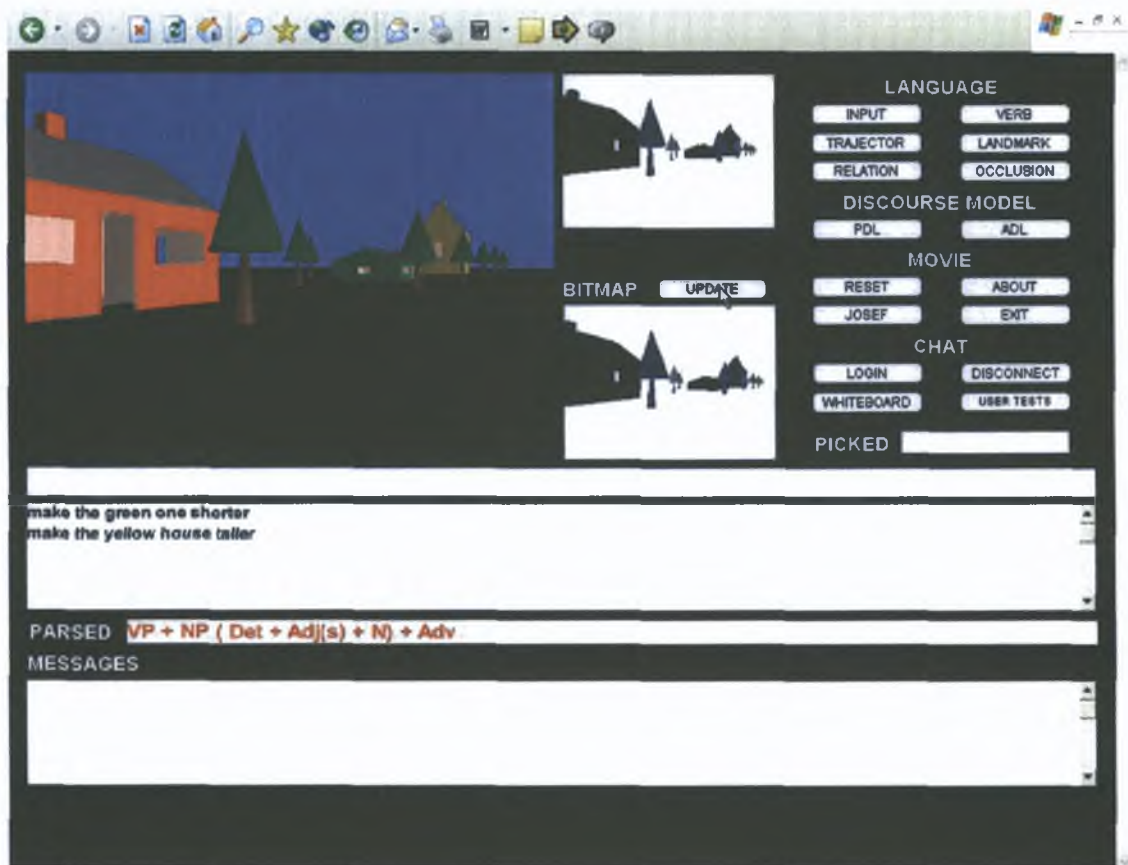 LANGUAGE
INPUT VERB
TRAJECTOR LANDMARK
RELATION OCCLUSION
DISCOURSE MODEL
PDL ADL
MOVIE
BITMAP UPDATE RESET ABOUT
JOSEF EXIT
CHAT
LOGIN DISCONNECT
WHITEBOARD USER TESTS
PICKED
make the green one shorter
make the yellow house taller
PARSED VP + NP ( Det + Adj(s) + N) + Adv
MESSAGES